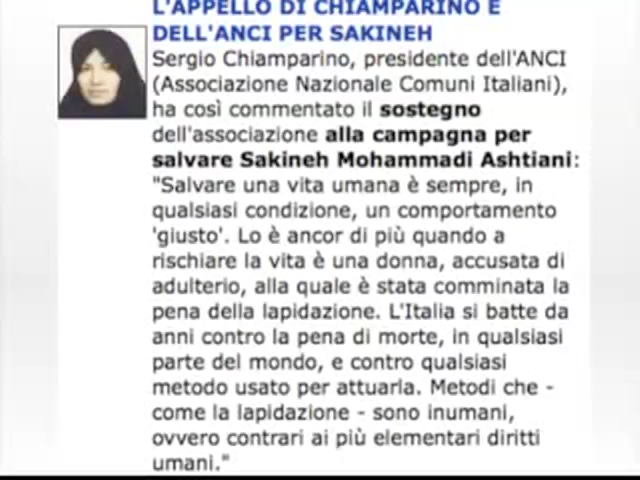 L'APPELLO DI CHIAMPARINO E
DELL'ANCI PER SAKINEH
Sergio Chiamparino, presidente dell'ANCI
(Associazione Nazionale Comuni Italiani),
ha così commentato il sostegno
dell'associazione alla campagna per
salvare Sakineh Mohammadi Ashtiani:
"Salvare una vita umana è sempre, in
qualsiasi condizione, un comportamento
'giusto'. Lo è ancor di più quando a
rischiare la vita è una donna, accusata di
adulterio, alla quale è stata comminata la
pena della lapidazione. L'Italia si batte da
anni contro la pena di morte, in qualsiasi
parte del mondo, e contro qualsiasi
metodo usato per attuarla. Metodi che -
come la lapidazione - sono inumani,
ovvero contrari ai più elementari diritti
umani."